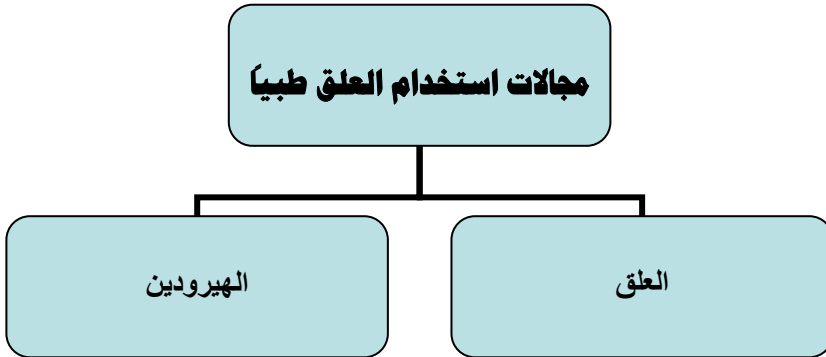 مجالات استخدام العلق طبياً
العلق
الهيرودين